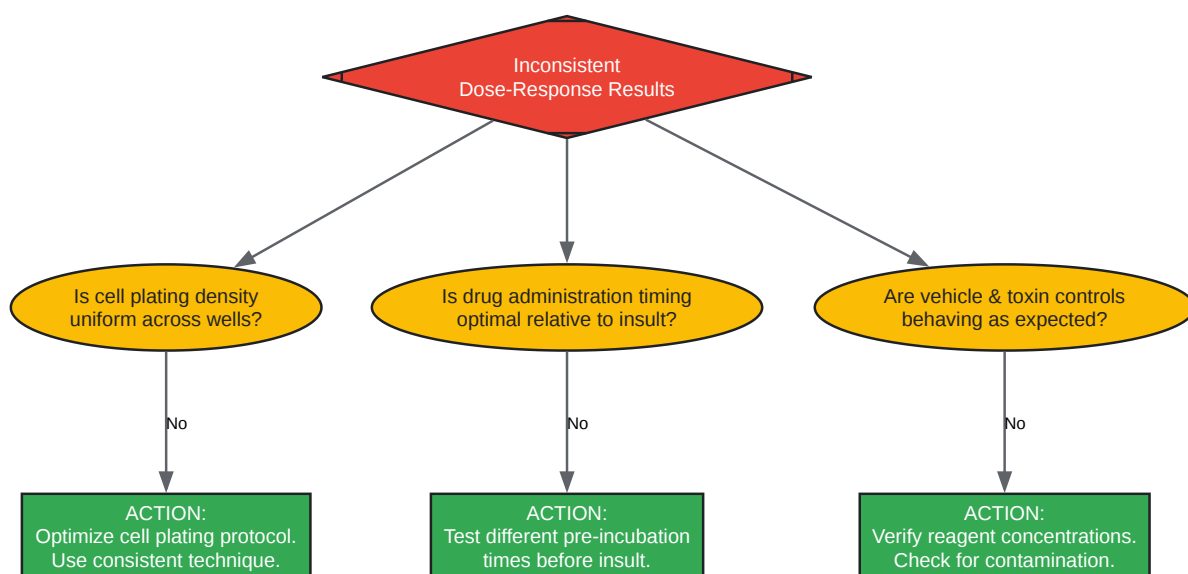 Inconsistent
Dose-Response Results
Is cell plating density
uniform across wells?
Is drug administration timing
optimal relative to insult?
Are vehicle & toxin controls
behaving as expected?
No
No
No
ACTION:
Optimize cell plating protocol.
Use consistent technique.
ACTION:
Test different pre-incubation
times before insult.
ACTION:
Verify reagent concentrations.
Check for contamination.